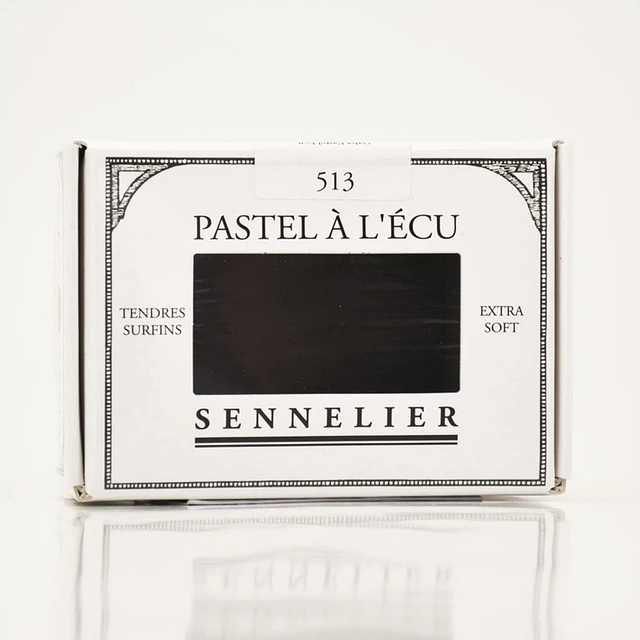 513
PASTEL À L'ÉCU
TENDRES
SURFINS
EXTRA
SOFT
SENNELIER